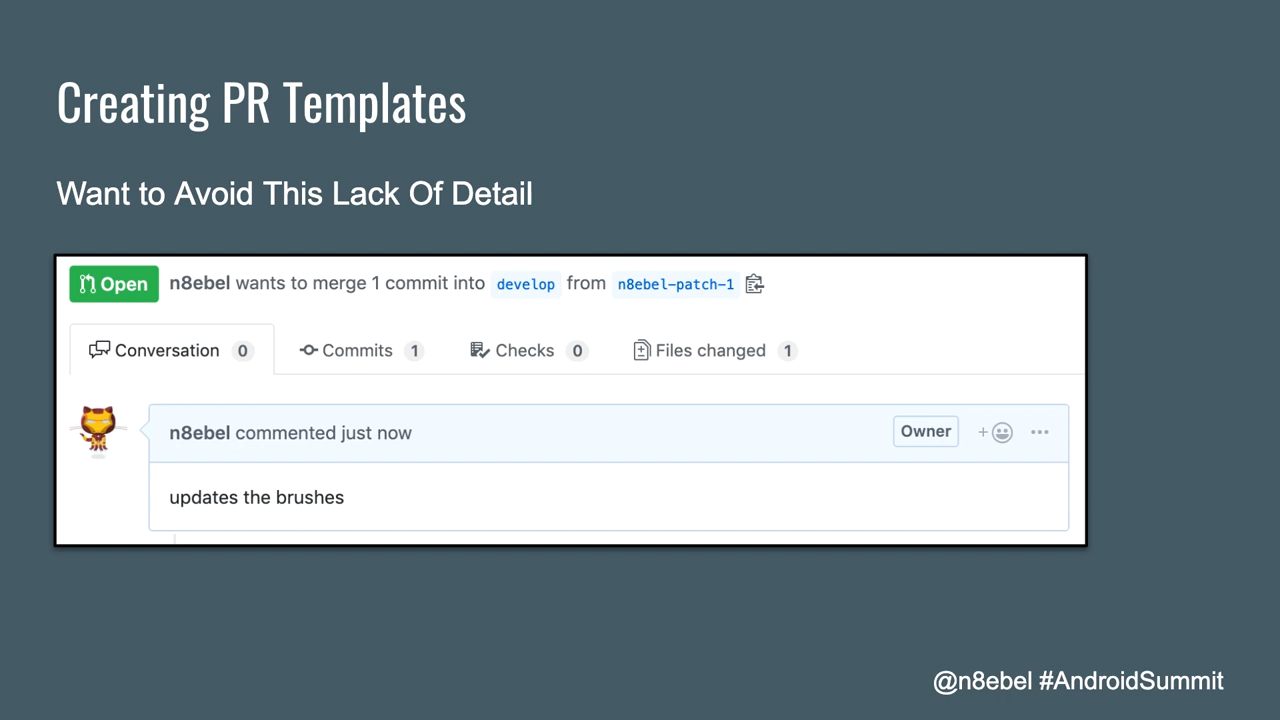 Creating PR Templates
Want to Avoid This Lack Of Detail
Open n8ebel wants to merge 1 commit into develop from n8ebel-patch-1
Conversation 0 Commits 1 Checks 0 Files changed 1
n8ebel commented just now Owner
updates the brushes
@n8ebel #AndroidSummit